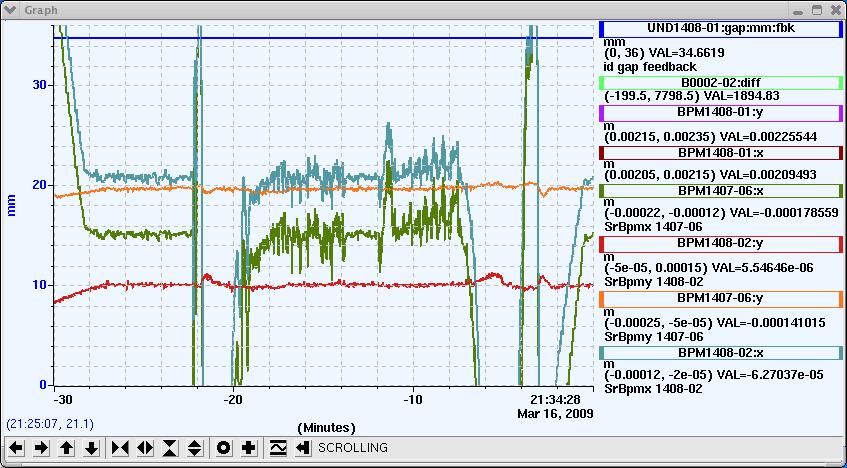 Graph
UND1408-01:gap:mm:fbk
mm
(0, 36) VAL=34.6619
id gap feedback
B0002-02:diff
(-199.5, 7798.5) VAL=1894.83
BPM1408-01:y
m
(0.00215, 0.00235) VAL=0.00225544
BPM1408-01:x
m
(0.00205, 0.00215) VAL=0.00209493
BPM1407-06:x
m
(-0.00022, -0.00012) VAL=-0.000178559
SrBpmx 1407-06
BPM1408-02:y
m
(-5e-05, 0.00015) VAL=5.54646e-06
SrBpmy 1408-02
BPM1407-06:y
m
(-0.00025, -5e-05) VAL=-0.000141015
SrBpmy 1407-06
BPM1408-02:x
m
(-0.00012, -2e-05) VAL=-6.27037e-05
SrBpmx 1408-02
30
20
mm
10
0
-30
-20
-10
21:34:28
Mar 16, 2009
(Minutes)
(21:25:07, 21.1)
SCROLLING